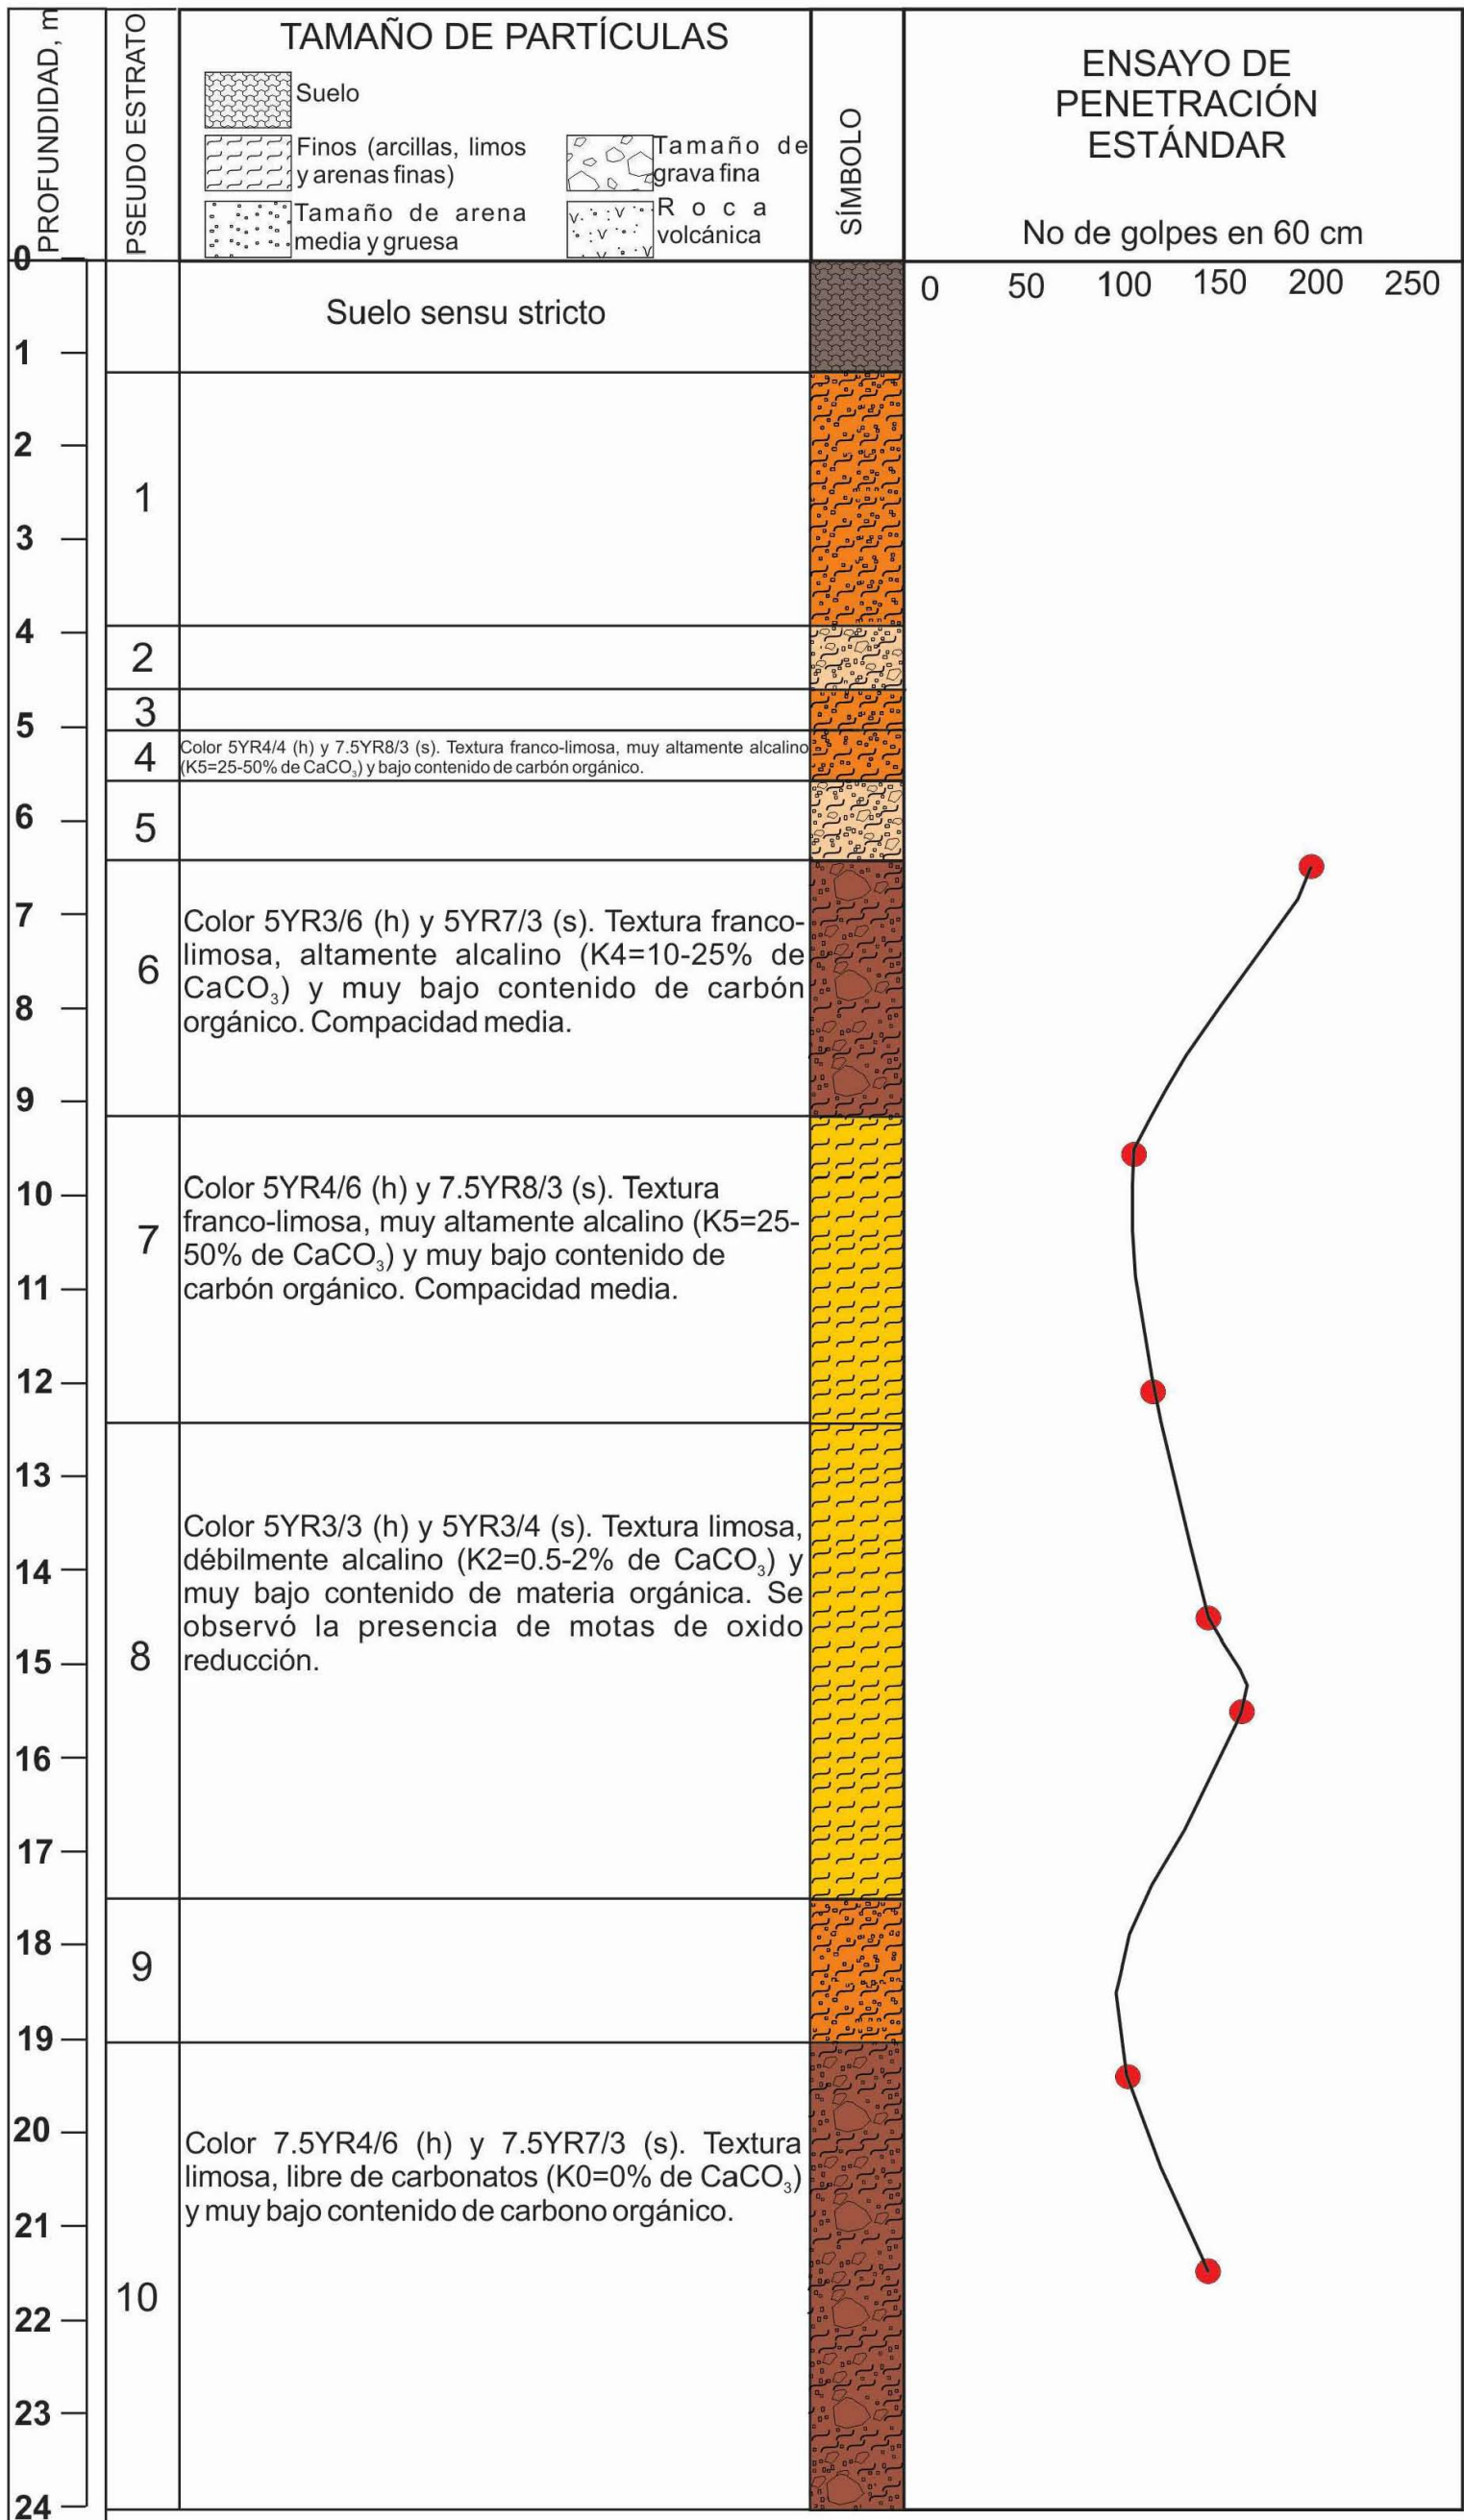 PROFUNDIDAD, m
PSEUDO ESTRATO
TAMAÑO DE PARTÍCULAS
Suelo
Finos (arcillas, limos
y arenas finas)
Tamaño de arena
media y gruesa
Tamaño de
grava fina
Roca
volcánica
SÍMBOLO
ENSAYO DE
PENETRACIÓN
ESTÁNDAR
No de golpes en 60 cm
0 50 100 150 200 250
0
Suelo sensu stricto
1
2
1
3
4
2
3
5
4
Color 5YR4/4 (h) y 7.5YR8/3 (s). Textura franco-limosa, muy altamente alcalino
(K5=25-50% de CaCO₃) y bajo contenido de carbón orgánico.
6
5
7
6
Color 5YR3/6 (h) y 5YR7/3 (s). Textura franco-
limosa, altamente alcalino (K4=10-25% de
CaCO₃) y muy bajo contenido de carbón
orgánico. Compacidad media.
8
9
10
7
Color 5YR4/6 (h) y 7.5YR8/3 (s). Textura
franco-limosa, muy altamente alcalino (K5=25-
50% de CaCO₃) y muy bajo contenido de
carbón orgánico. Compacidad media.
11
12
13
Color 5YR3/3 (h) y 5YR3/4 (s). Textura limosa,
débilmente alcalino (K2=0.5-2% de CaCO₃) y
muy bajo contenido de materia orgánica. Se
observó la presencia de motas de oxido
reducción.
14
15
8
16
17
18
9
19
20
Color 7.5YR4/6 (h) y 7.5YR7/3 (s). Textura
limosa, libre de carbonatos (K0=0% de CaCO₃)
y muy bajo contenido de carbono orgánico.
21
10
22
23
24